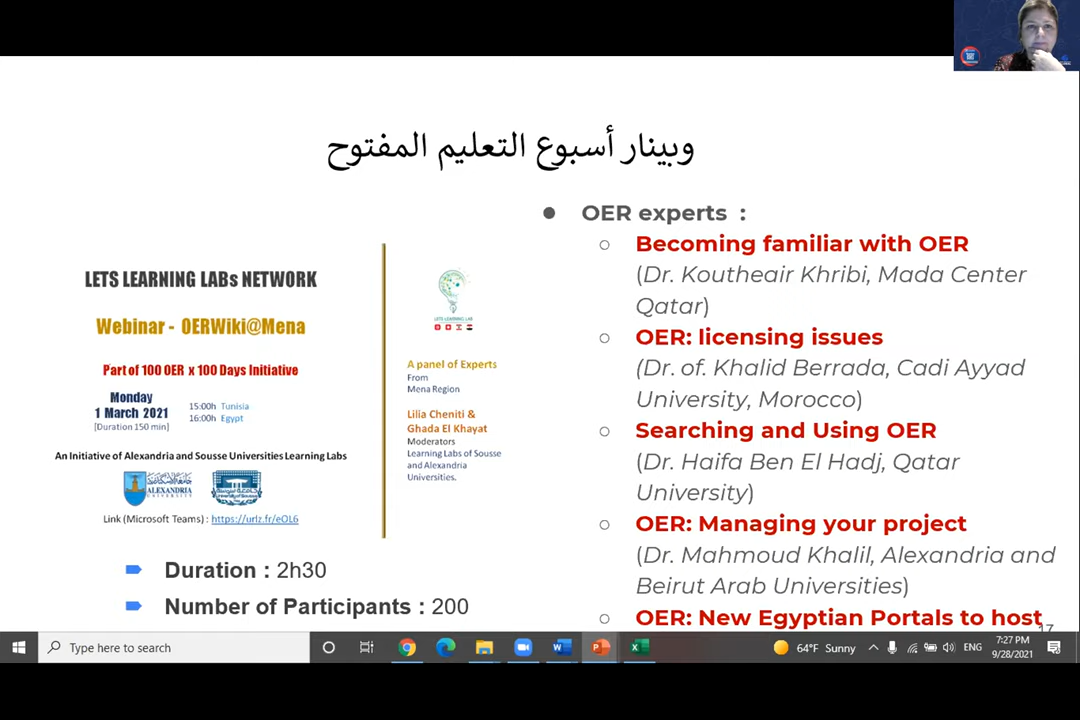 وبينار أسبوع التعليم المفتوح
LETS LEARNING LABs NETWORK
Webinar - OERWiki@Mena
Part of 100 OER x 100 Days Initiative
Monday
1 March 2021
[Duration 150 min]
15:00h Tunisia
16:00h Egypt
An Initiative of Alexandria and Sousse Universities Learning Labs
ALEXANDRIA
UNIVERSITY
Link (Microsoft Teams) : https://urlz.fr/eOL6
LETS LEARNING LAB
A panel of Experts
From
Mena Region
Lilia Cheniti &
Ghada El Khayat
Moderators
Learning Labs of Sousse
and Alexandria
Universities.
Duration : 2h30
Number of Participants : 200
OER experts :
Becoming familiar with OER
(Dr. Koutheair Khribi, Mada Center
Qatar)
OER: licensing issues
(Dr. of. Khalid Berrada, Cadi Ayyad
University, Morocco)
Searching and Using OER
(Dr. Haifa Ben El Hadj, Qatar
University)
OER: Managing your project
(Dr. Mahmoud Khalil, Alexandria and
Beirut Arab Universities)
OER: New Egyptian Portals to host
17
Type here to search
64°F Sunny
ENG
7:27 PM
9/28/2021